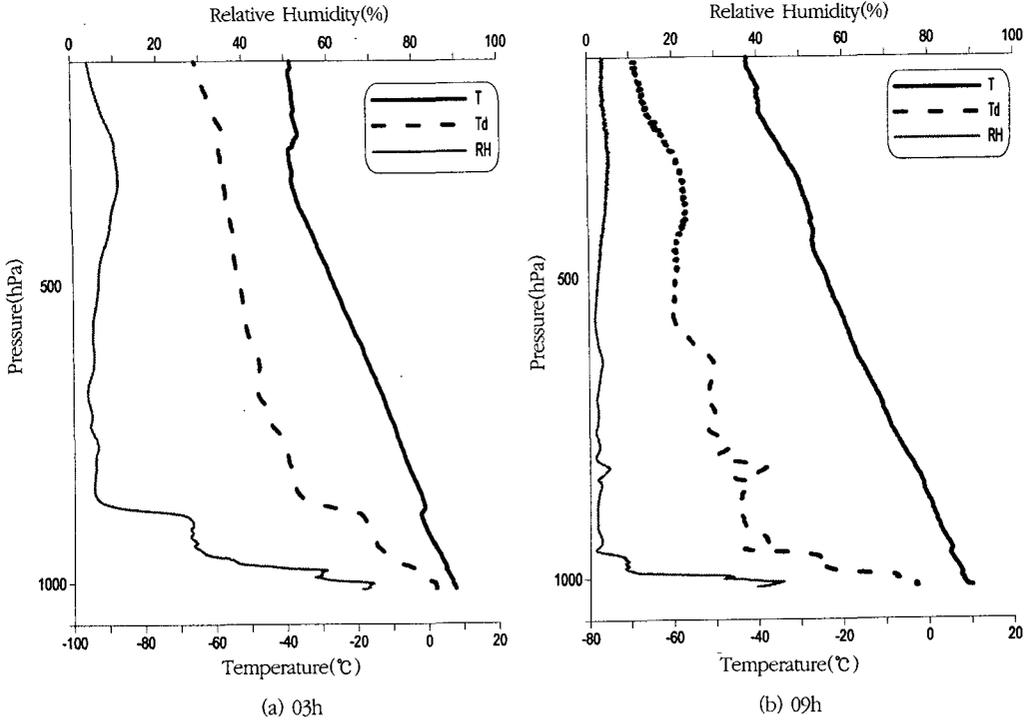 Relative Humidity(%)
0 20 40 60 80 100
T
Td
RH
Pressure(hPa)
500
1000
-100 -80 -60 -40 -20 0 20
Temperature(℃)
(a) 03h
Relative Humidity(%)
0 20 40 60 80 100
T
Td
RH
Pressure(hPa)
500
1000
-80 -60 -40 -20 0 20
Temperature(℃)
(b) 09h